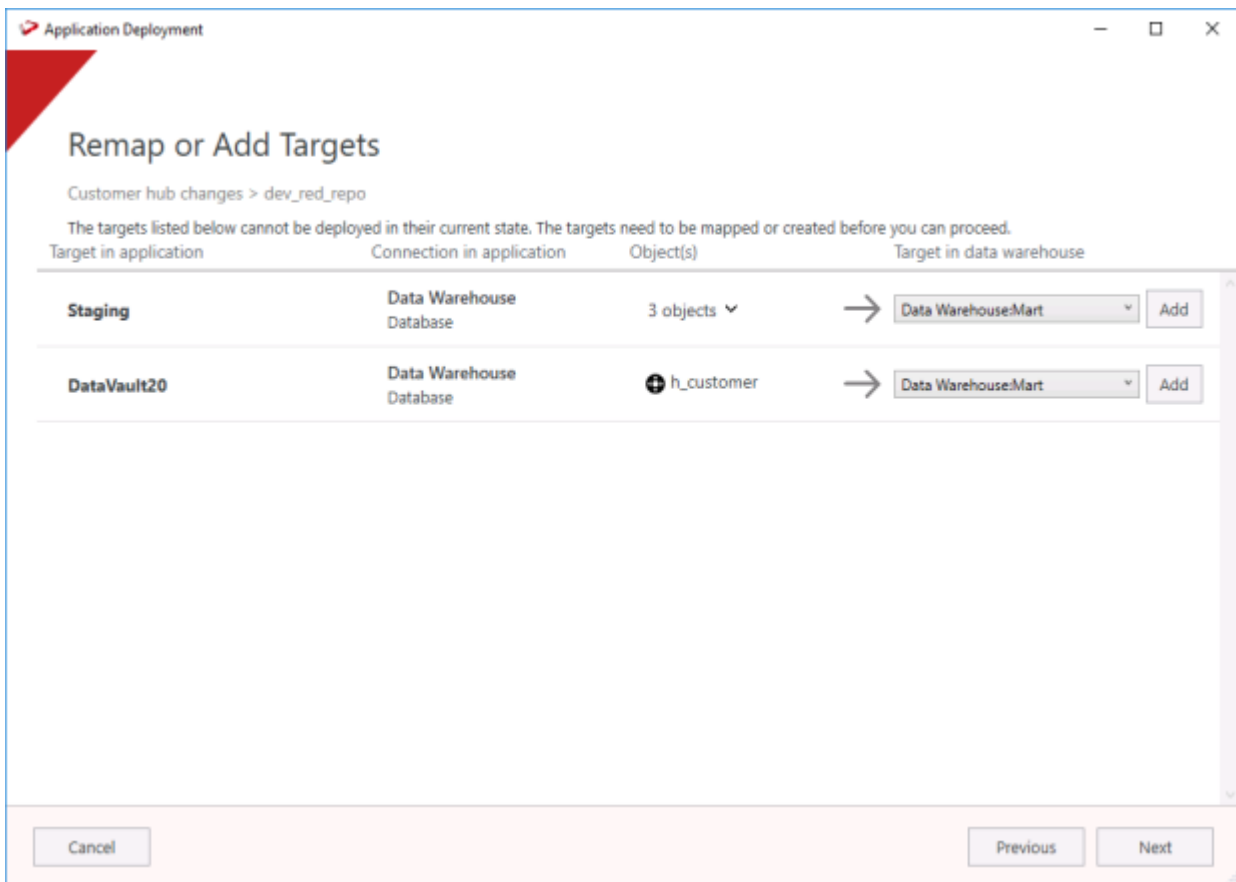 Application Deployment
Remap or Add Targets
Customer hub changes > dev_red_repo
The targets listed below cannot be deployed in their current state. The targets need to be mapped or created before you can proceed.
Target in application Connection in application Object(s) Target in data warehouse
Staging Data Warehouse Database 3 objects Data Warehouse:Mart Add
DataVault20 Data Warehouse Database h_customer Data Warehouse:Mart Add
Cancel Previous Next